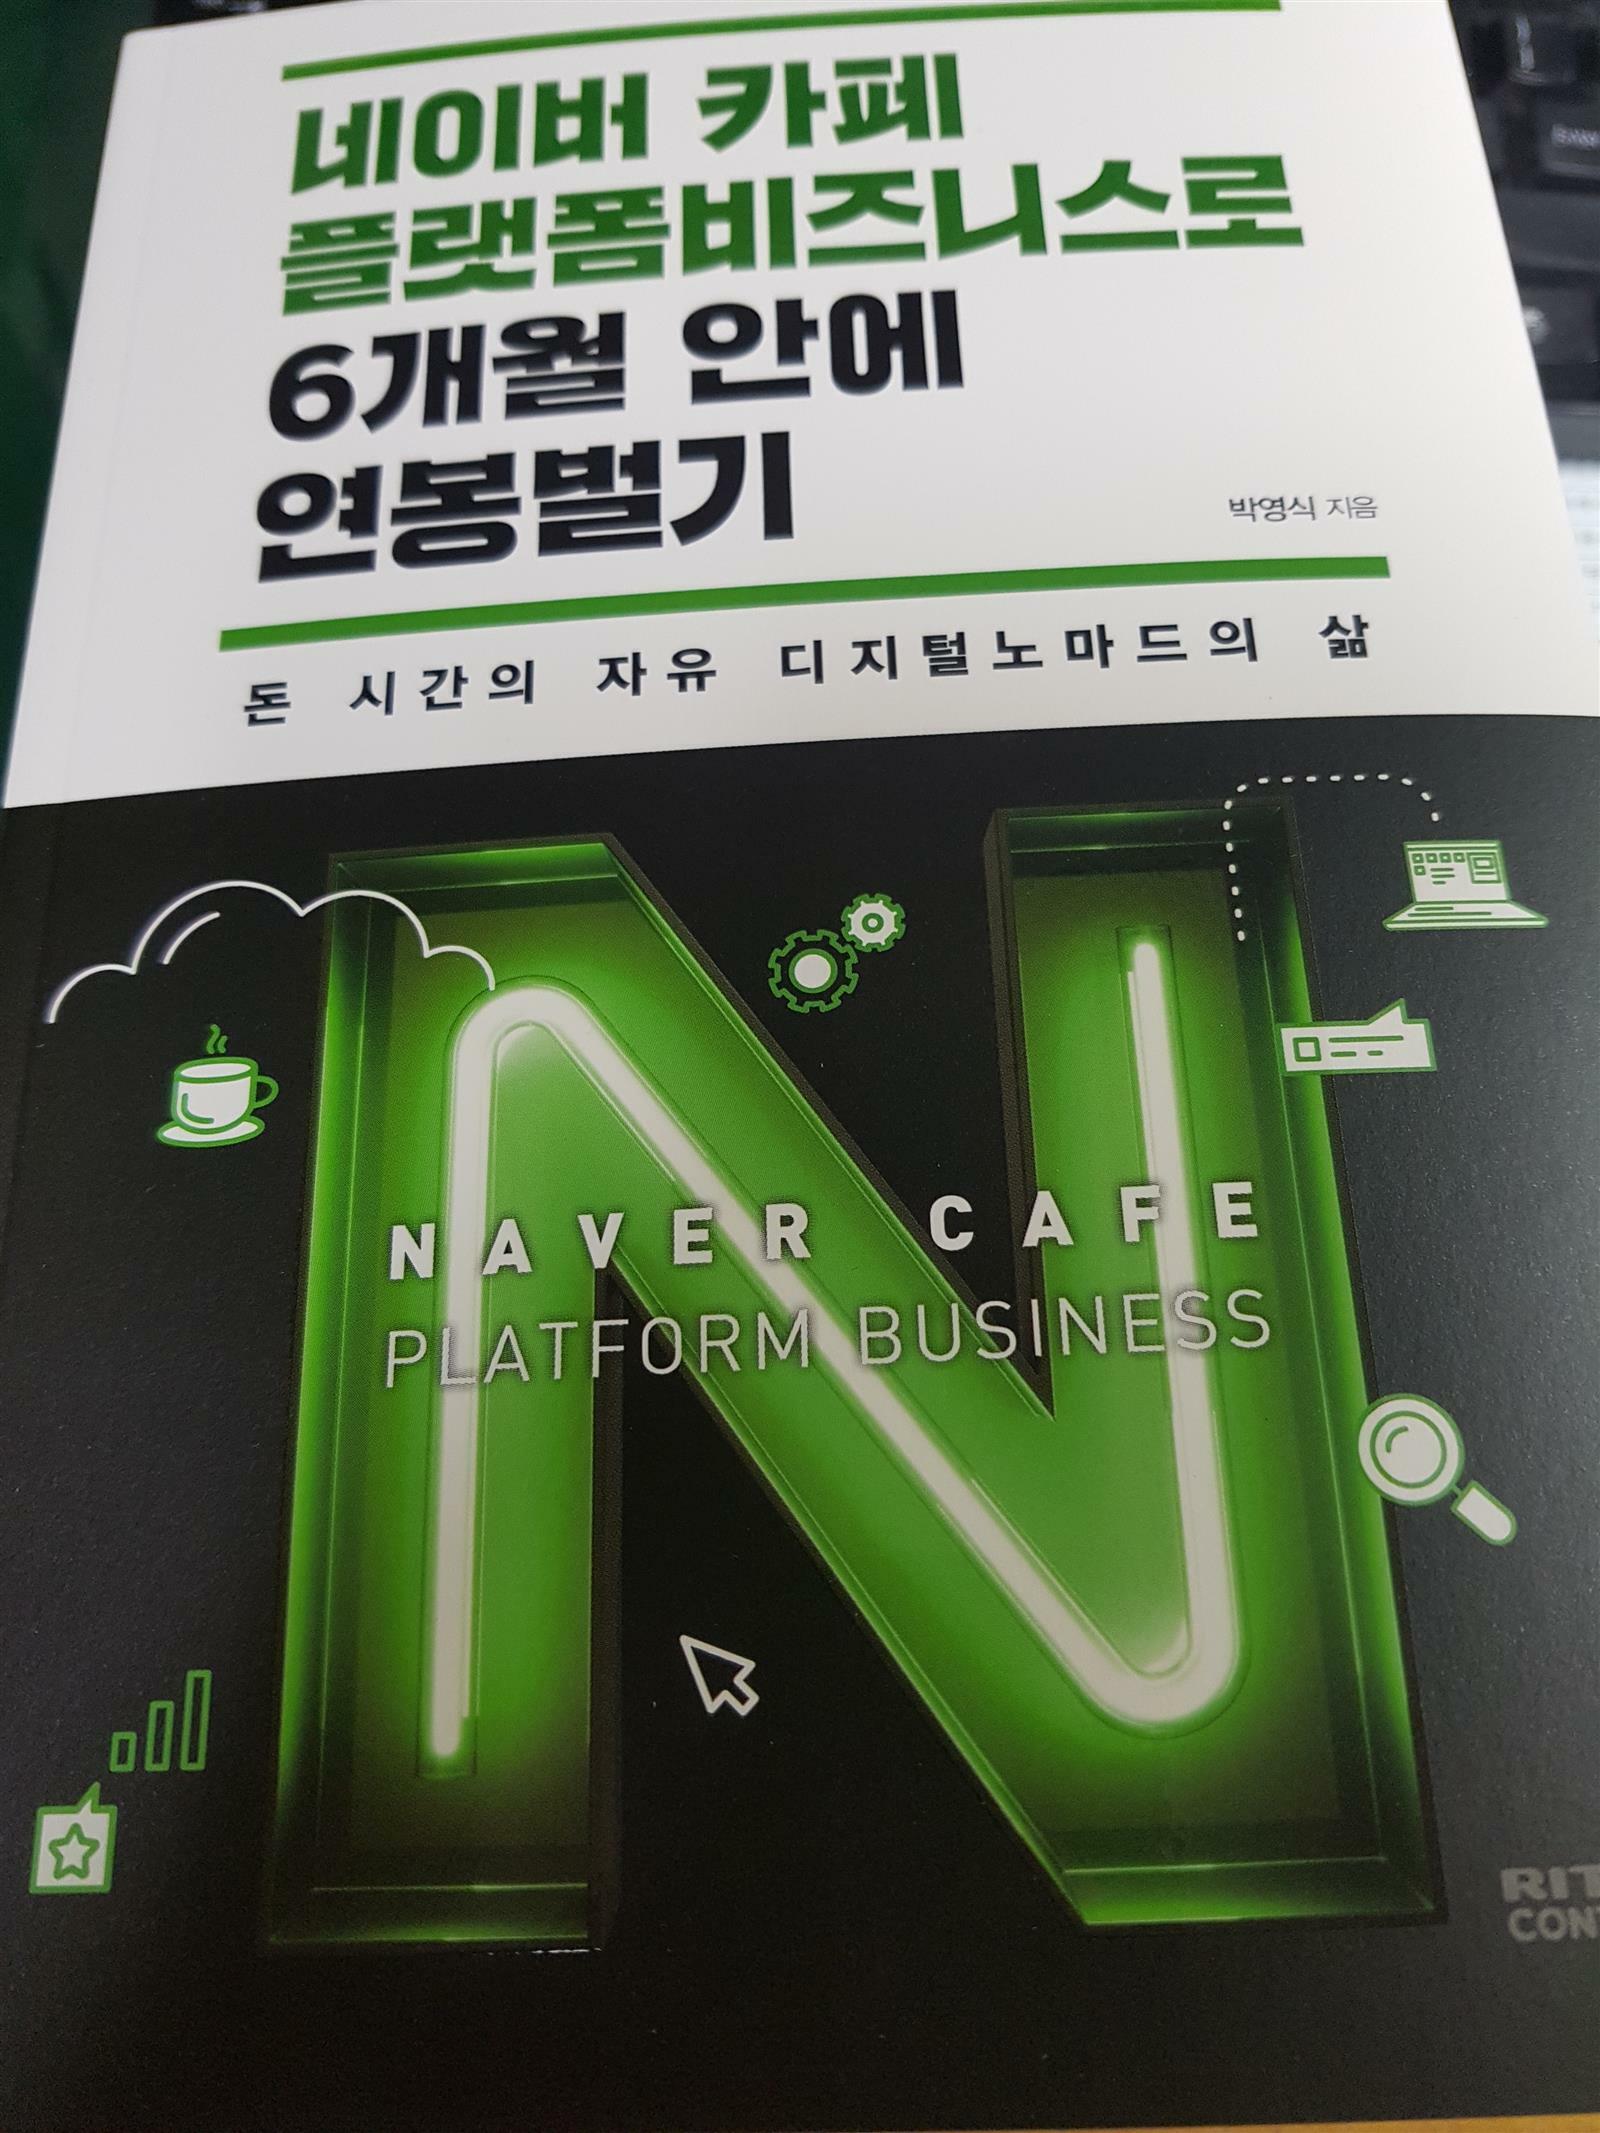 네이버 카페
플랫폼비즈니스로
6개월 안에
연봉벌기
박영식 지음
돈 시간의 자유 디지털노마드의 삶
NAVER CAFE
PLATFORM BUSINESS